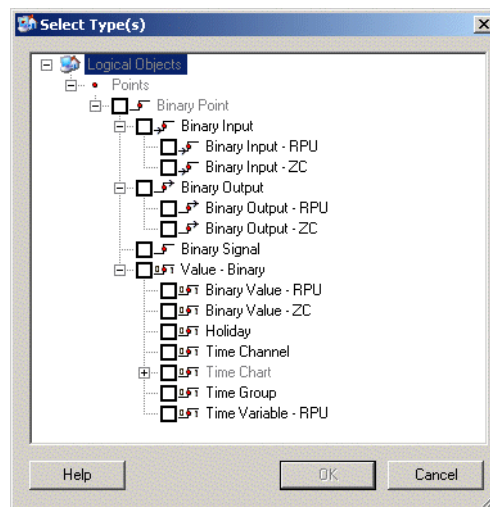 Select Type(s)
Logical Objects
Points
Binary Point
Binary Input
Binary Input - RPU
Binary Input - ZC
Binary Output
Binary Output - RPU
Binary Output - ZC
Binary Signal
Value - Binary
Binary Value - RPU
Binary Value - ZC
Holiday
Time Channel
Time Chart
Time Group
Time Variable - RPU
Help OK Cancel